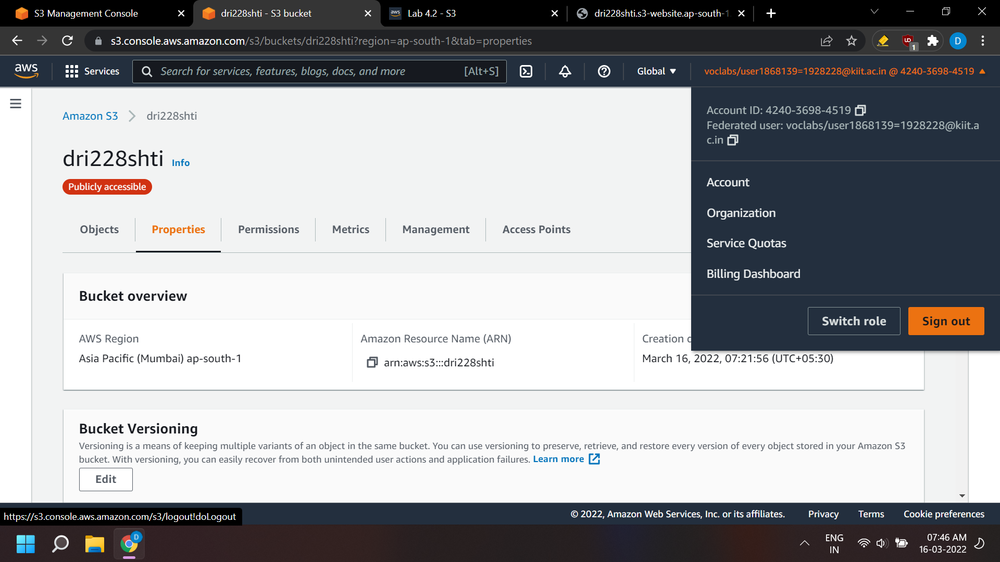 S3 Management Console
dri228shti - S3 bucket
aws
Lab 4.2 - S3
dri228shti.s3-website.ap-south-1.
s3.console.aws.amazon.com/s3/buckets/dri228shti?region=ap-south-1&tab=properties
1
D
aws
Services
Search for services, features, blogs, docs, and more
[Alt+S]
Global
voclabs/user1868139=1928228@kiit.ac.in @ 4240-3698-4519
Account ID: 4240-3698-4519
Federated user: voclabs/user1868139=1928228@kiit.a
c.in
Account
Organization
Service Quotas
Billing Dashboard
Switch role
Sign out
Amazon S3
dri228shti
dri228shti
Info
Publicly accessible
Objects
Properties
Permissions
Metrics
Management
Access Points
Bucket overview
AWS Region
Asia Pacific (Mumbai) ap-south-1
Amazon Resource Name (ARN)
arn:aws:s3:::dri228shti
Creation
March 16, 2022, 07:21:56 (UTC+05:30)
Bucket Versioning
Versioning is a means of keeping multiple variants of an object in the same bucket. You can use versioning to preserve, retrieve, and restore every version of every object stored in your Amazon S3
bucket. With versioning, you can easily recover from both unintended user actions and application failures. Learn more
Edit
https://s3.console.aws.amazon.com/s3/logout!doLogout
© 2022, Amazon Web Services, Inc. or its affiliates.
Privacy
Terms
Cookie preferences
D
ENG
IN
07:46 AM
16-03-2022